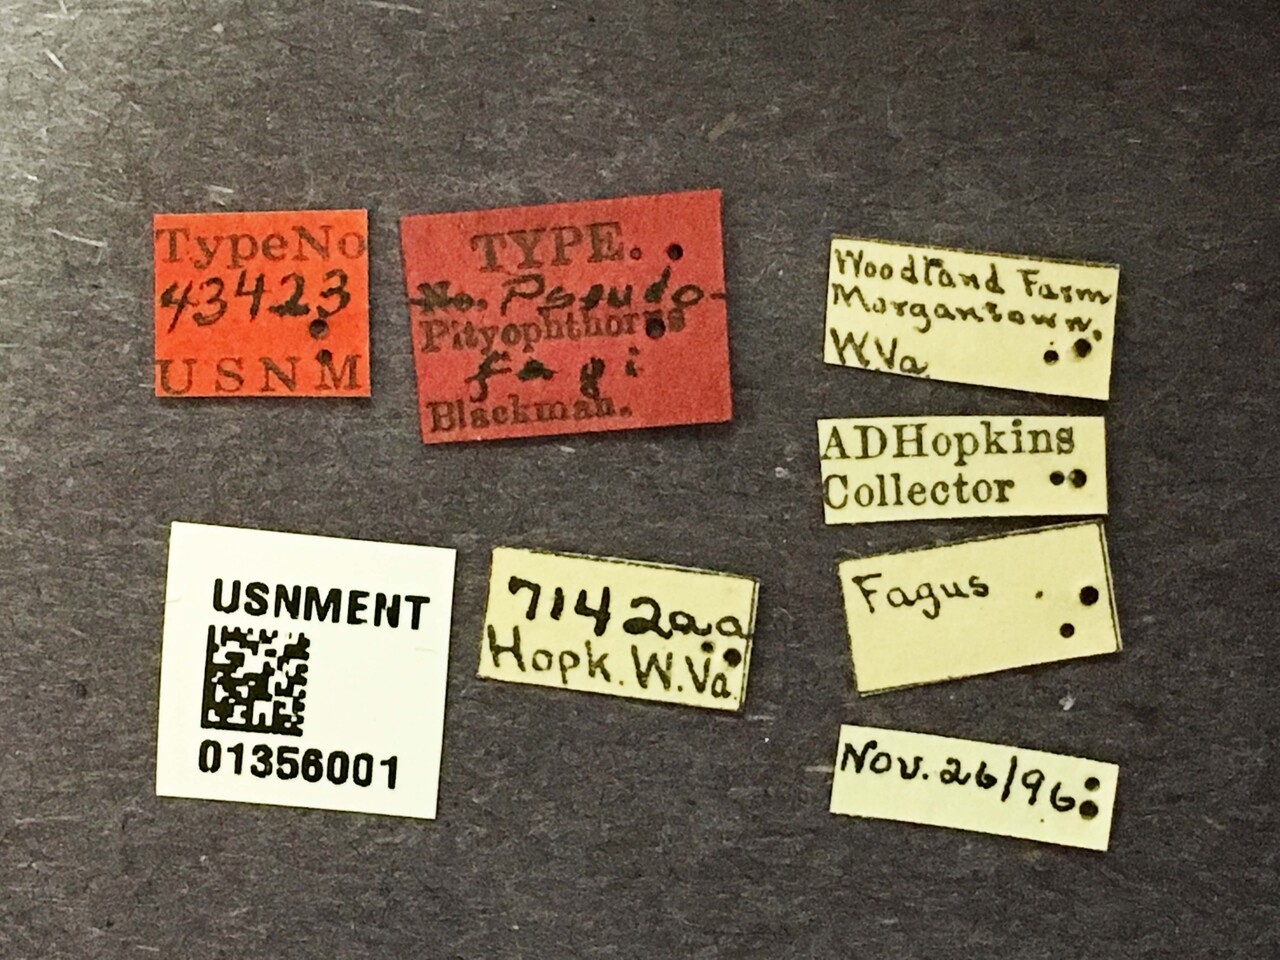 TypeNo
43423
USNM
TYPE.
No. Pseudo-
Pityophthorus
fagi
Blackman.
Woodland Farm
Morgantown.
W.Va
ADHopkins
Collector
Fagus
Nov. 26/96
7142aa
Hopk. W.Va.
USNMENT
01356001